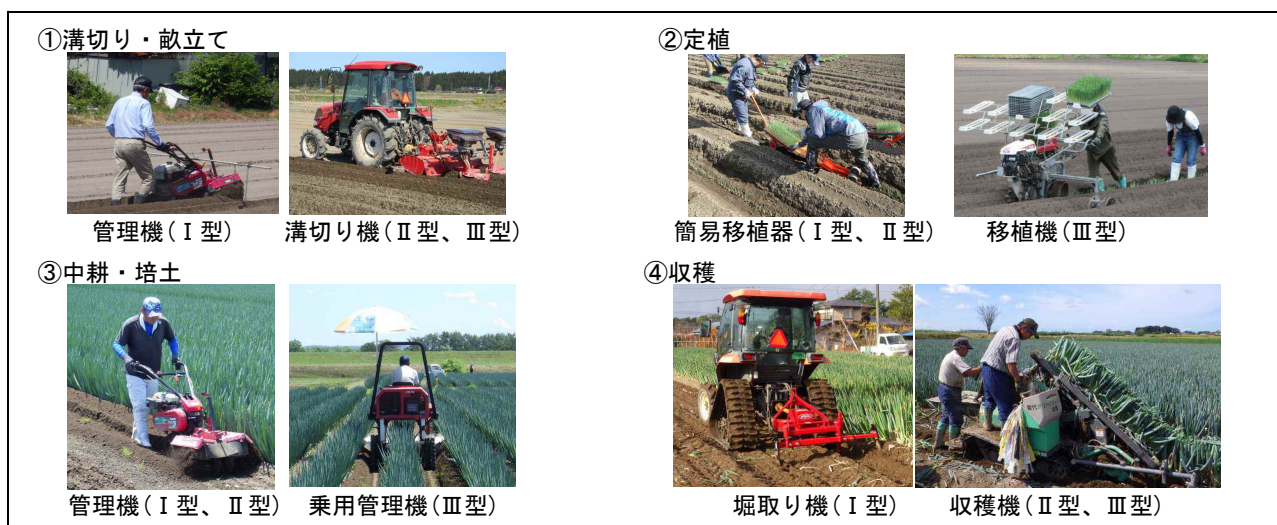 ①溝切り・畝立て
管理機(Ⅰ型)
溝切り機(Ⅱ型、Ⅲ型)
②定植
簡易移植器(Ⅰ型、Ⅱ型)
移植機(Ⅲ型)
③中耕・培土
管理機(Ⅰ型、Ⅱ型)
乗用管理機(Ⅲ型)
④収穫
堀取り機(Ⅰ型)
収穫機(Ⅱ型、Ⅲ型)